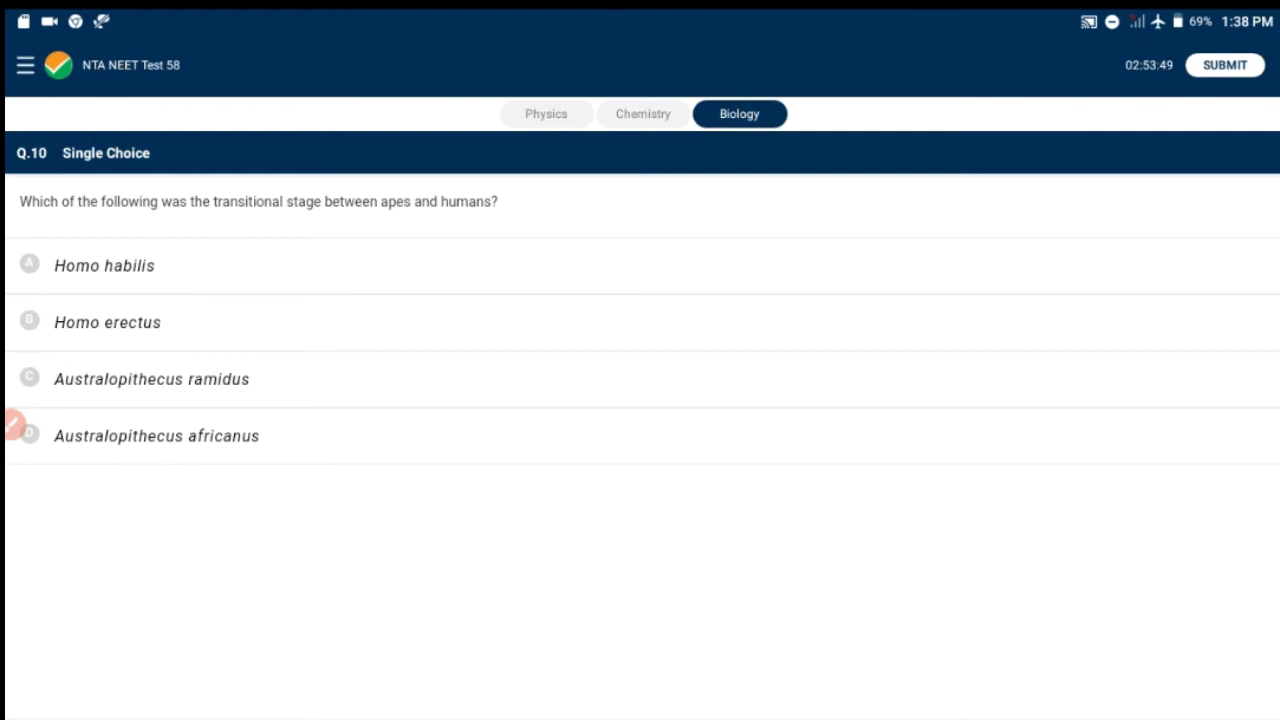 69% 1:38 PM
NTA NEET Test 58
02:53:49 SUBMIT
Physics Chemistry Biology
Q.10 Single Choice
Which of the following was the transitional stage between apes and humans?
A Homo habilis
B Homo erectus
C Australopithecus ramidus
D Australopithecus africanus